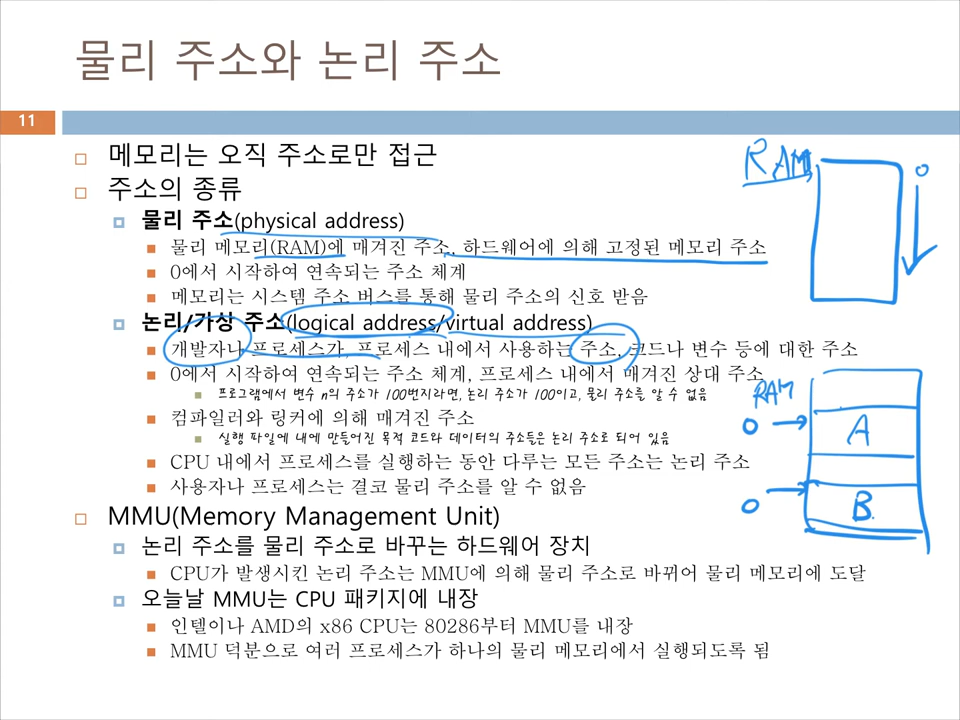 물리 주소와 논리 주소
11
메모리는 오직 주소로만 접근
주소의 종류
물리 주소(physical address)
물리 메모리(RAM)에 매겨진 주소, 하드웨어에 의해 고정된 메모리 주소
0에서 시작하여 연속되는 주소 체계
메모리는 시스템 주소 버스를 통해 물리 주소의 신호 받음
논리/가상 주소(logical address/virtual address)
개발자나 프로세스가, 프로세스 내에서 사용하는 주소, 코드나 변수 등에 대한 주소
0에서 시작하여 연속되는 주소 체계, 프로세스 내에서 매겨진 상대 주소
프로그램에서 변수 n의 주소가 100번지라면, 논리 주소가 100이고, 물리 주소를 알 수 없음
컴파일러와 링커에 의해 매겨진 주소
실행 파일에 내에 만들어진 목적 코드와 데이터의 주소들은 논리 주소로 되어 있음
CPU 내에서 프로세스를 실행하는 동안 다루는 모든 주소는 논리 주소
사용자나 프로세스는 결코 물리 주소를 알 수 없음
MMU(Memory Management Unit)
논리 주소를 물리 주소로 바꾸는 하드웨어 장치
CPU가 발생시킨 논리 주소는 MMU에 의해 물리 주소로 바뀌어 물리 메모리에 도달
오늘날 MMU는 CPU 패키지에 내장
인텔이나 AMD의 x86 CPU는 80286부터 MMU를 내장
MMU 덕분으로 여러 프로세스가 하나의 물리 메모리에서 실행되도록 됨
RAM
0
RAM
0
A
0
B